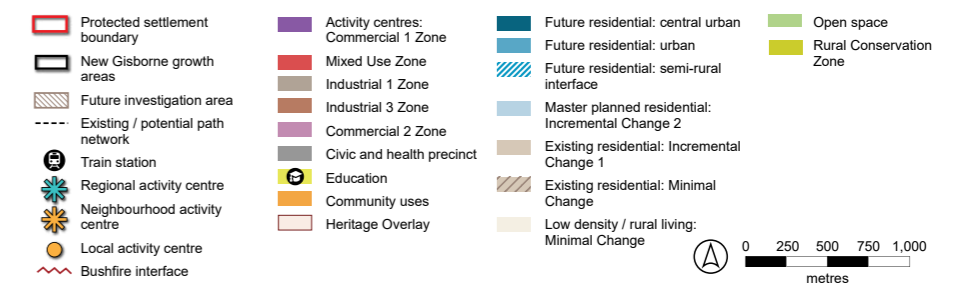 Protected settlement
boundary
New Gisborne growth
areas
Future investigation area
Existing / potential path
network
Train station
Regional activity centre
Neighbourhood activity
centre
Local activity centre
Bushfire interface
Activity centres:
Commercial 1 Zone
Mixed Use Zone
Industrial 1 Zone
Industrial 3 Zone
Commercial 2 Zone
Civic and health precinct
Education
Community uses
Heritage Overlay
Future residential: central urban
Future residential: urban
Future residential: semi-rural
interface
Master planned residential:
Incremental Change 2
Existing residential: Incremental
Change 1
Existing residential: Minimal
Change
Low density / rural living:
Minimal Change
Open space
Rural Conservation
Zone
0 250 500 750 1,000
metres